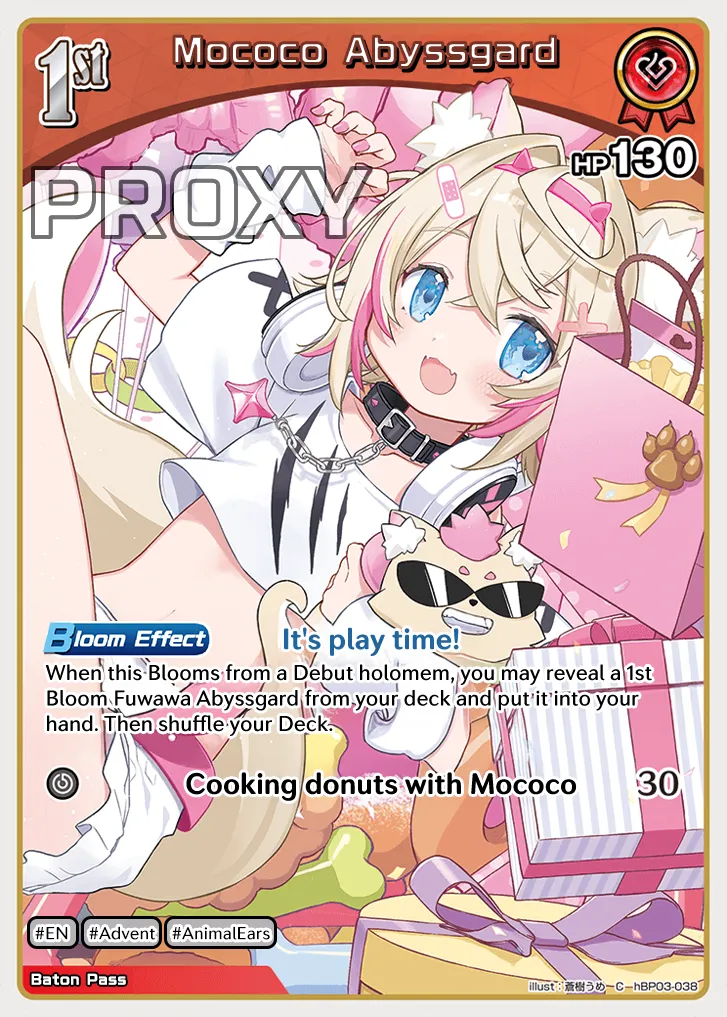 1st
Mococo Abyssgard
HP130
PROXY
Bloom Effect
It's play time!
When this Blooms from a Debut holomem, you may reveal a 1st
Bloom Fuwawa Abyssgard from your deck and put it into your
hand. Then shuffle your Deck.
Cooking donuts with Mococo 30
#EN #Advent #AnimalEars
Baton Pass
illust：蒼樹うめ C hBP03-038